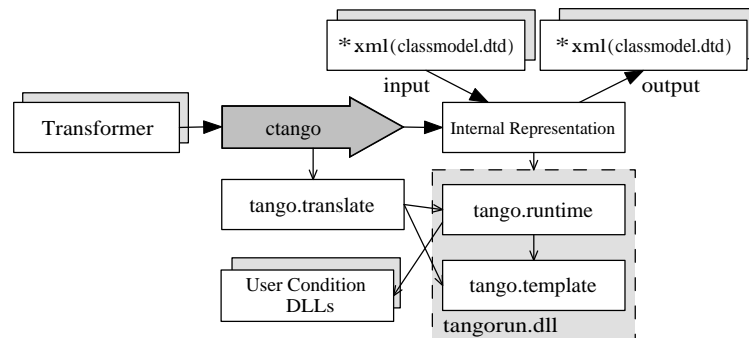 *xml(classmodel.dtd)
*xml(classmodel.dtd)
input
output
Transformer
ctango
Internal Representation
tango.translate
tango.runtime
User Condition
DLLs
tango.template
tangorun.dll